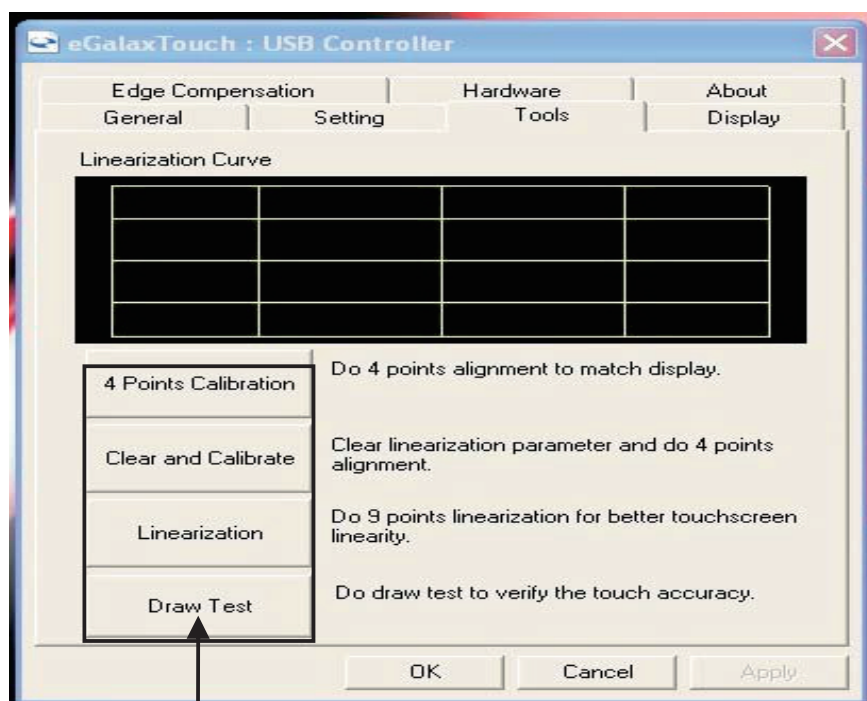 eGalaxTouch : USB Controller
Edge Compensation Hardware About
General Setting Tools Display
Linearization Curve
4 Points Calibration
Do 4 points alignment to match display.
Clear and Calibrate
Clear linearization parameter and do 4 points
alignment.
Linearization
Do 9 points linearization for better touchscreen
linearity.
Draw Test
Do draw test to verify the touch accuracy.
OK Cancel Apply